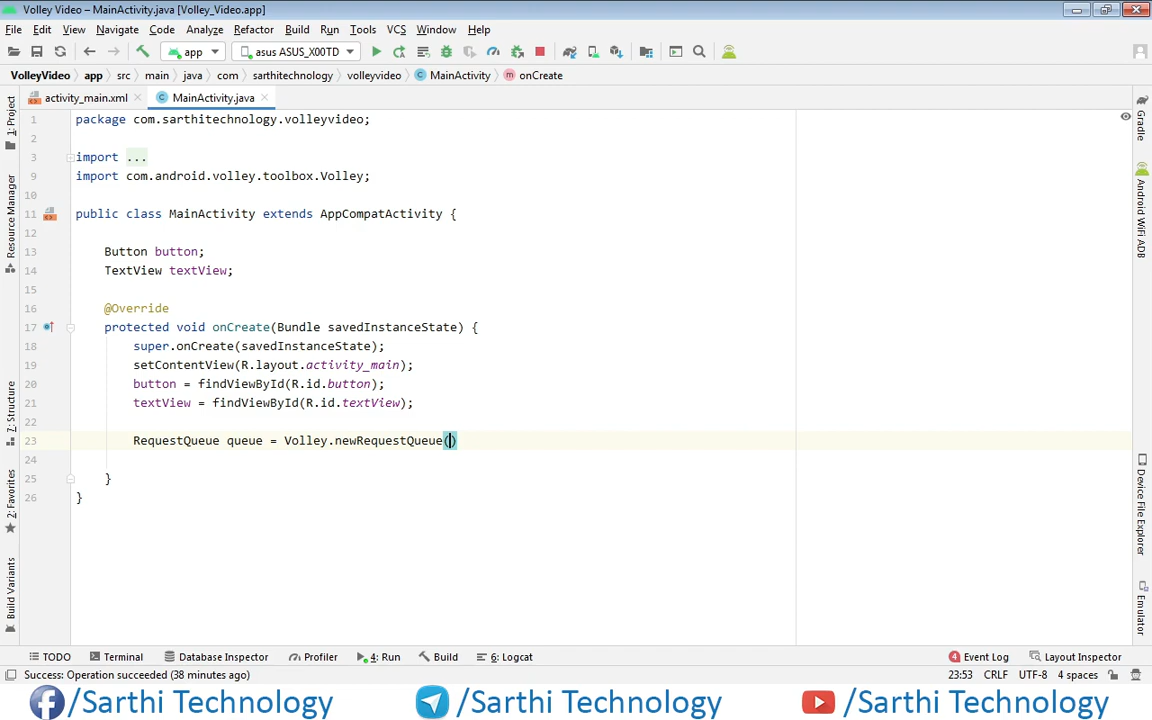 Volley Video – MainActivity.java [Volley_Video.app]
File Edit View Navigate Code Analyze Refactor Build Run Tools VCS Window Help
app asus ASUS_X00TD
VolleyVideo app src main java com sarthitechnology volleyvideo MainActivity onCreate
activity_main.xml MainActivity.java
1 package com.sarthitechnology.volleyvideo;
2
3 import ...
9 import com.android.volley.toolbox.Volley;
10
11 public class MainActivity extends AppCompatActivity {
12
13 Button button;
14 TextView textView;
15
16 @Override
17 protected void onCreate(Bundle savedInstanceState) {
18 super.onCreate(savedInstanceState);
19 setContentView(R.layout.activity_main);
20 button = findViewById(R.id.button);
21 textView = findViewById(R.id.textView);
22
23 RequestQueue queue = Volley.newRequestQueue()
24
25 }
26 }
1: Project
Resource Manager
7: Structure
2: Favorites
Build Variants
Gradle
Android WiFi ADB
Device File Explorer
Emulator
TODO Terminal Database Inspector Profiler 4: Run Build 6: Logcat 4 Event Log Layout Inspector
Success: Operation succeeded (38 minutes ago) 23:53 CRLF UTF-8 4 spaces
f/Sarthi Technology /Sarthi Technology /Sarthi Technology